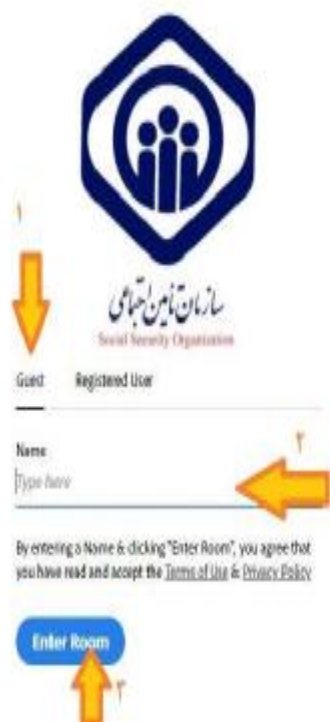 ۱
سازمان تأمین اجتماعی
Social Security Organization
Guest Registered User
Name
۲
Type here
By entering a Name & clicking "Enter Room", you agree that
you have read and accept the Terms of Use & Privacy Policy
Enter Room
۳